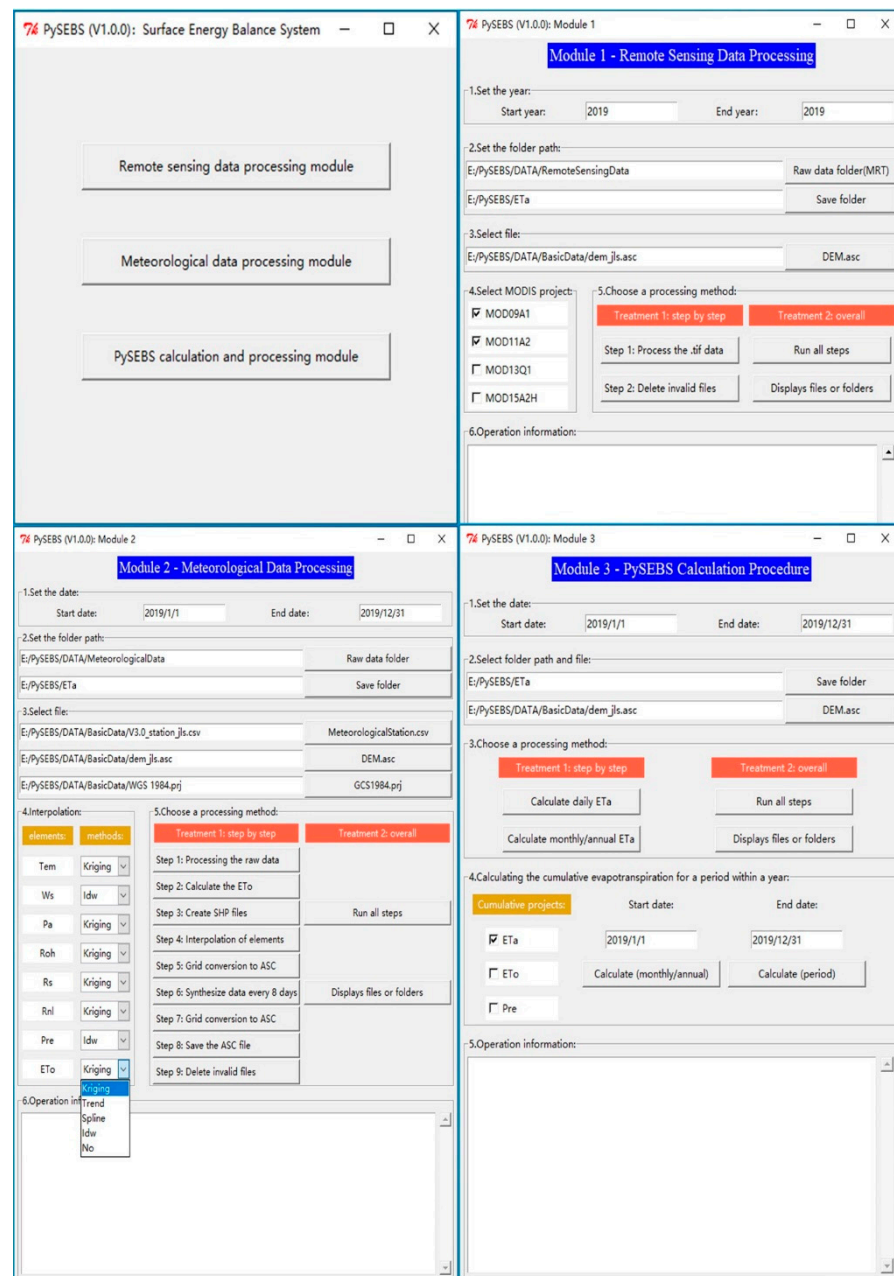 PySEBS (V1.0.0): Surface Energy Balance System
Remote sensing data processing module
Meteorological data processing module
PySEBS calculation and processing module
PySEBS (V1.0.0): Module 1
Module 1 - Remote Sensing Data Processing
1.Set the year:
Start year: 2019 End year: 2019
2.Set the folder path:
E:/PySEBS/DATA/RemoteSensingData Raw data folder(MRT)
E:/PySEBS/ETa Save folder
3.Select file:
E:/PySEBS/DATA/BasicData/dem_jls.asc DEM.asc
4.Select MODIS project:
MOD09A1
MOD11A2
MOD13Q1
MOD15A2H
5.Choose a processing method:
Treatment 1: step by step Treatment 2: overall
Step 1: Process the .tif data Run all steps
Step 2: Delete invalid files Displays files or folders
6.Operation information:
PySEBS (V1.0.0): Module 2
Module 2 - Meteorological Data Processing
1.Set the date:
Start date: 2019/1/1 End date: 2019/12/31
2.Set the folder path:
E:/PySEBS/DATA/MeteorologicalData Raw data folder
E:/PySEBS/ETa Save folder
3.Select file:
E:/PySEBS/DATA/BasicData/V3.0_station_jls.csv MeteorologicalStation.csv
E:/PySEBS/DATA/BasicData/dem_jls.asc DEM.asc
E:/PySEBS/DATA/BasicData/WGS 1984.prj GCS1984.prj
4.Interpolation:
elements: methods:
Tem Kriging
Ws Idw
Pa Kriging
Roh Kriging
Rs Kriging
Rnl Kriging
Pre Idw
ETo Kriging
Kriging
Trend
Spline
Idw
No
5.Choose a processing method:
Treatment 1: step by step Treatment 2: overall
Step 1: Processing the raw data
Step 2: Calculate the ETo
Step 3: Create SHP files Run all steps
Step 4: Interpolation of elements
Step 5: Grid conversion to ASC
Step 6: Synthesize data every 8 days Displays files or folders
Step 7: Grid conversion to ASC
Step 8: Save the ASC file
Step 9: Delete invalid files
6.Operation inf
PySEBS (V1.0.0): Module 3
Module 3 - PySEBS Calculation Procedure
1.Set the date:
Start date: 2019/1/1 End date: 2019/12/31
2.Select folder path and file:
E:/PySEBS/ETa Save folder
E:/PySEBS/DATA/BasicData/dem_jls.asc DEM.asc
3.Choose a processing method:
Treatment 1: step by step Treatment 2: overall
Calculate daily ETa Run all steps
Calculate monthly/annual ETa Displays files or folders
4.Calculating the cumulative evapotranspiration for a period within a year:
Cumulative projects: Start date: End date:
ETa 2019/1/1 2019/12/31
ETo Calculate (monthly/annual) Calculate (period)
Pre
5.Operation information: